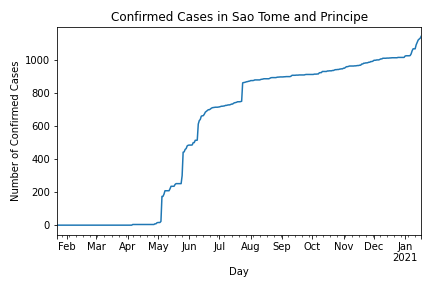 Confirmed Cases in Sao Tome and Principe
Number of Confirmed Cases
1000
800
600
400
200
0
Feb Mar Apr May Jun Jul Aug Sep Oct Nov Dec Jan
2021
Day